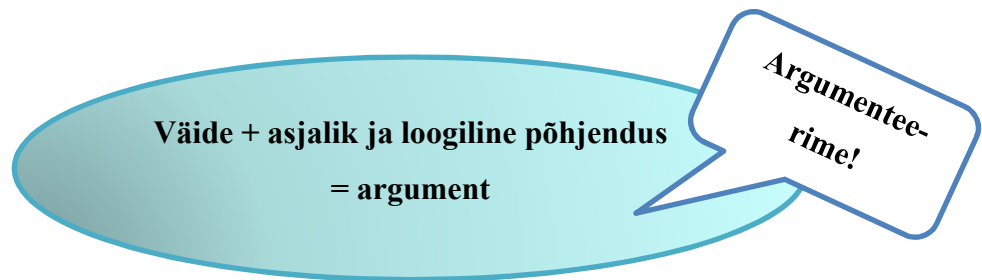 Väide + asjalik ja loogiline põhjendus
= argument
Argumentee-
rime!